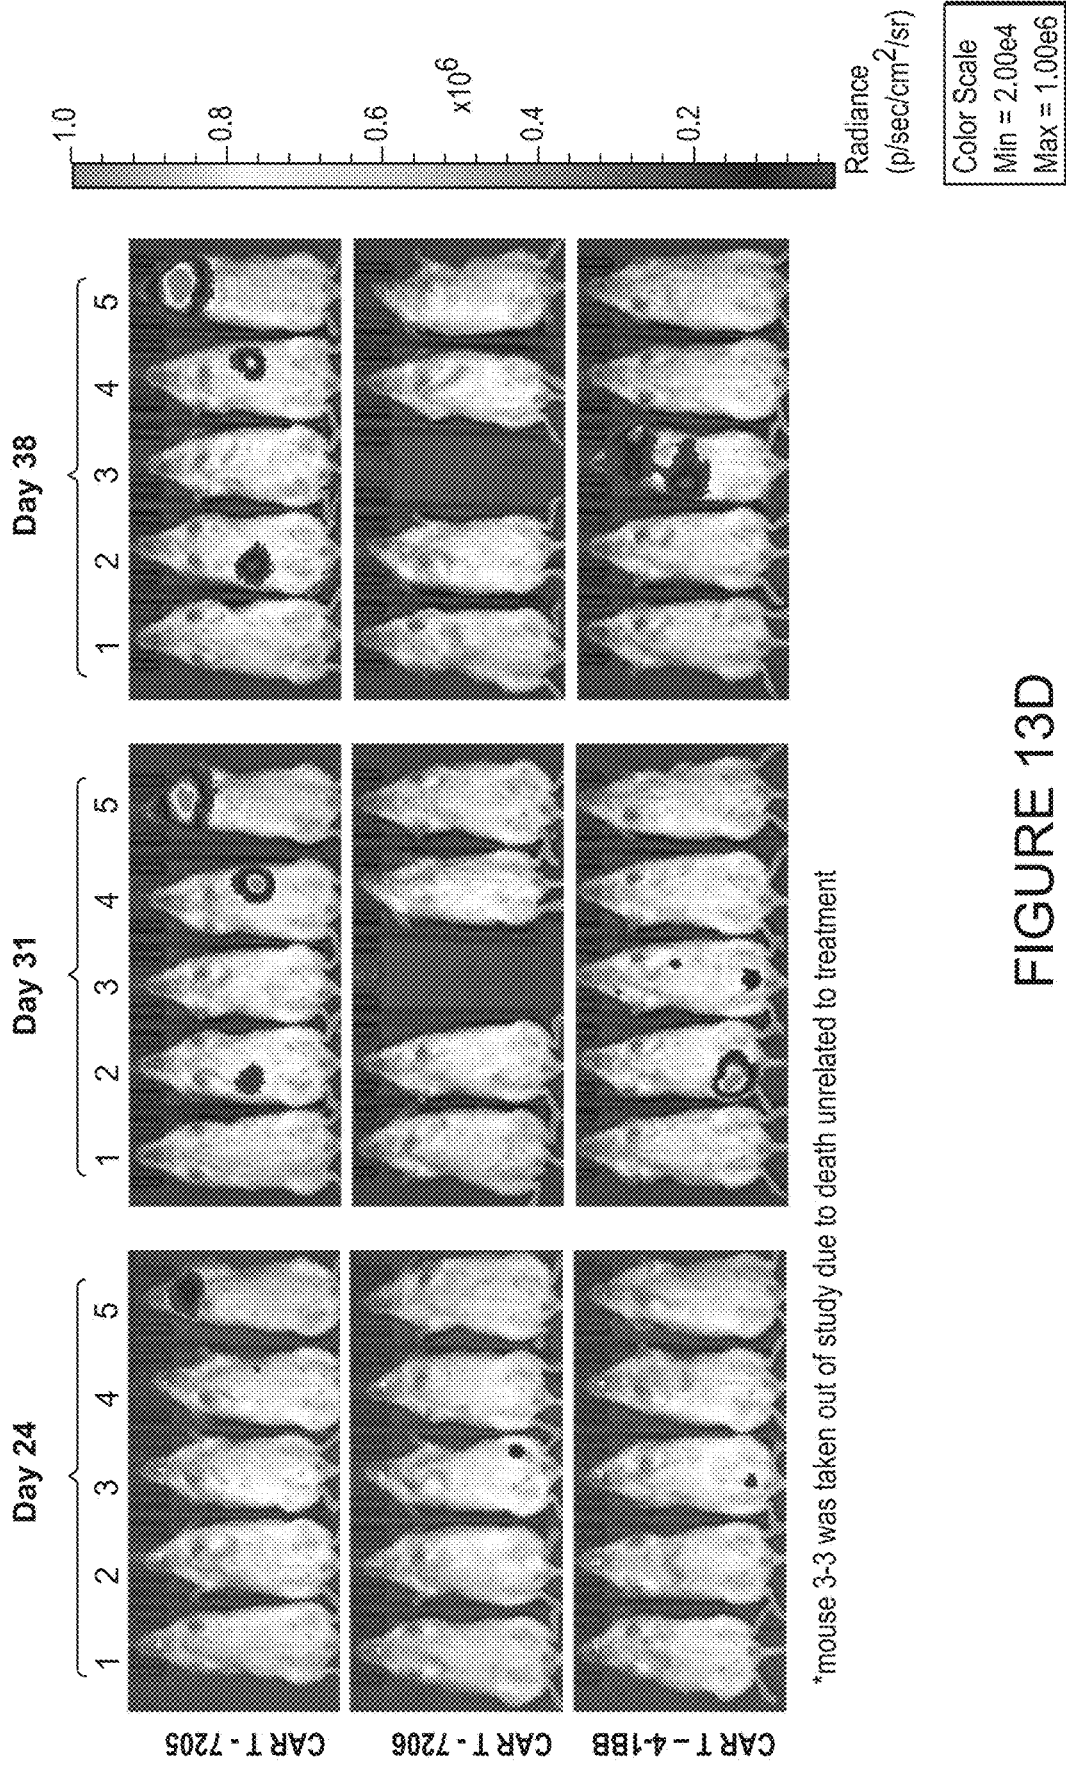 Day 24
Day 31
Day 38
1 2 3 4 5
1 2 3 4 5
1 2 3 4 5
CAR T - 7205
CAR T - 7206
CAR T – 4-1BB
1.0
0.8
0.6
x10⁶
0.4
0.2
Radiance
(p/sec/cm²/sr)
Color Scale
Min = 2.00e4
Max = 1.00e6
*mouse 3-3 was taken out of study due to death unrelated to treatment
FIGURE 13D